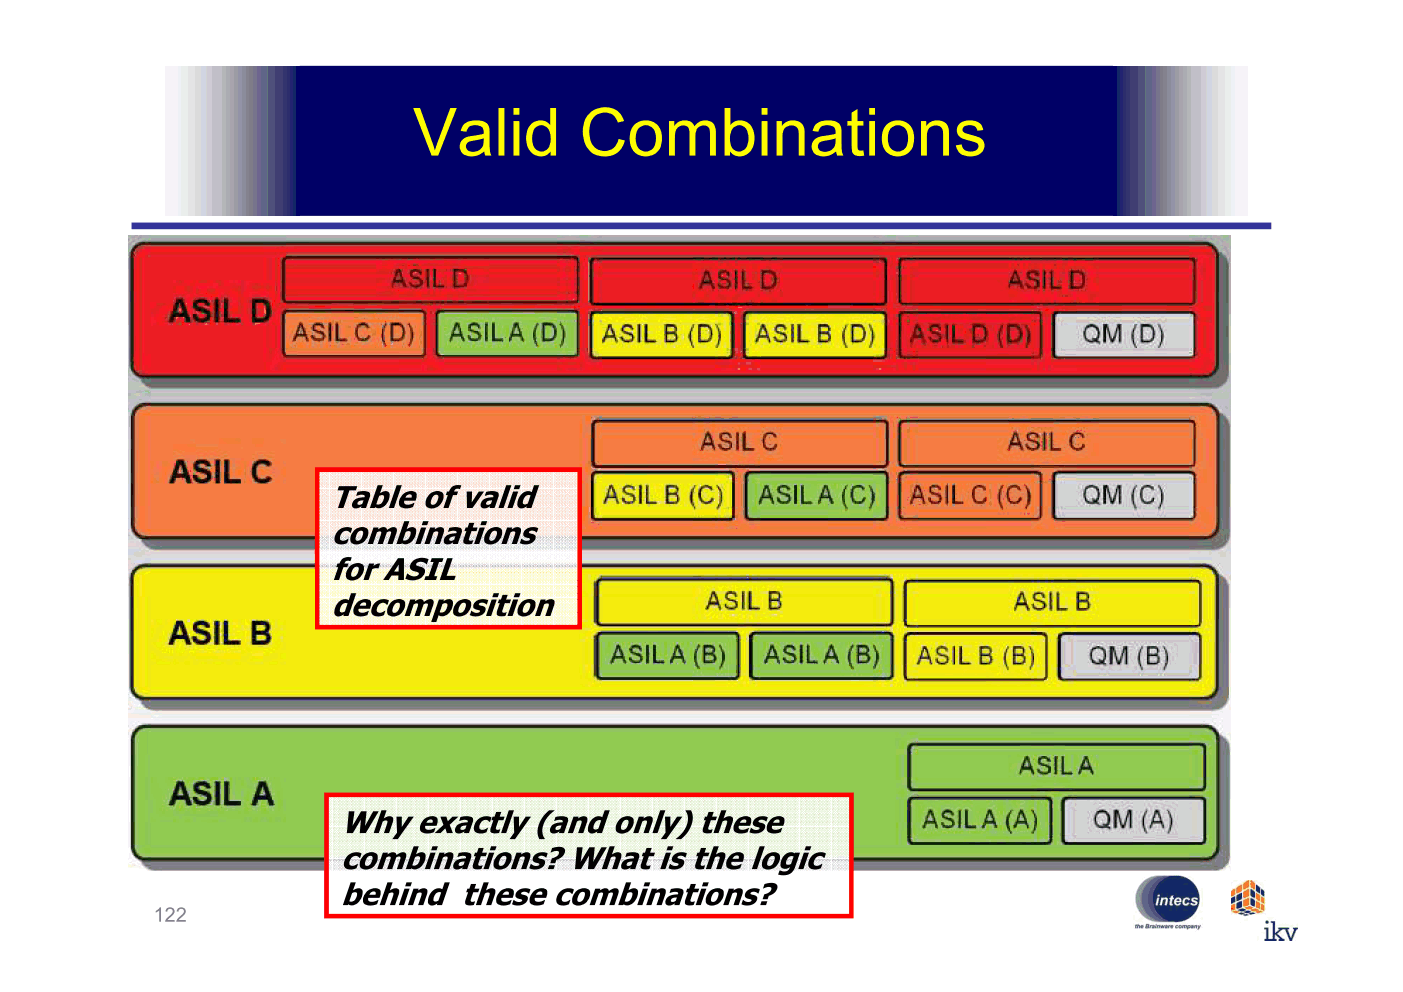 Valid Combinations
ASIL D
ASIL D
ASIL C (D) ASIL A (D)
ASIL D
ASIL B (D) ASIL B (D)
ASIL D
ASIL D (D) QM (D)
ASIL C
ASIL C
ASIL B (C) ASIL A (C)
ASIL C
ASIL C (C) QM (C)
Table of valid
combinations
for ASIL
decomposition
ASIL B
ASIL B
ASIL A (B) ASIL A (B)
ASIL B
ASIL B (B) QM (B)
ASIL A
ASIL A
ASIL A (A) QM (A)
Why exactly (and only) these
combinations? What is the logic
behind these combinations?
122
intecs
the Brainware company
ikv